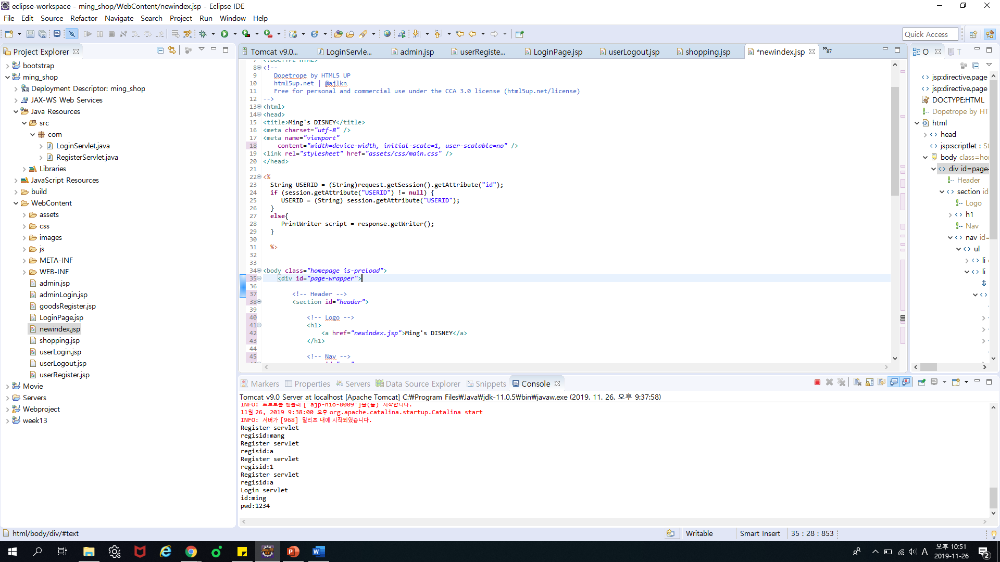 eclipse-workspace - ming_shop/WebContent/newindex.jsp - Eclipse IDE
File Edit Source Refactor Navigate Search Project Run Window Help
Quick Access
Project Explorer
bootstrap
ming_shop
Deployment Descriptor: ming_shop
JAX-WS Web Services
Java Resources
src
com
LoginServlet.java
RegisterServlet.java
Libraries
JavaScript Resources
build
WebContent
assets
css
images
js
META-INF
WEB-INF
admin.jsp
adminLogin.jsp
goodsRegister.jsp
LoginPage.jsp
newindex.jsp
shopping.jsp
userLogin.jsp
userLogout.jsp
userRegister.jsp
Movie
Servers
Webproject
week13
Tomcat v9.0... LoginServle... admin.jsp userRegiste... LoginPage.jsp userLogout.jsp shopping.jsp *newindex.jsp »87
7 <!DOCTYPE HTML>
8 <!--
9 Dopetrope by HTML5 UP
10 html5up.net | @ajlkn
11 Free for personal and commercial use under the CCA 3.0 license (html5up.net/license)
12 -->
13 <html>
14 <head>
15 <title>Ming's DISNEY</title>
16 <meta charset="utf-8" />
17 <meta name="viewport"
18 content="width=device-width, initial-scale=1, user-scalable=no" />
19 <link rel="stylesheet" href="assets/css/main.css" />
20 </head>
21
22 <%
23 String USERID = (String)request.getSession().getAttribute("id");
24 if (session.getAttribute("USERID") != null) {
25 USERID = (String) session.getAttribute("USERID");
26 }
27 else{
28 PrintWriter script = response.getWriter();
29 }
30
31 %>
32
33
34 <body class="homepage is-preload">
35 <div id="page-wrapper">
36
37 <!-- Header -->
38 <section id="header">
39
40 <!-- Logo -->
41 <h1>
42 <a href="newindex.jsp">Ming's DISNEY</a>
43 </h1>
44
45 <!-- Nav -->
O T
jsp:directive.page
jsp:directive.page
DOCTYPE:HTML
Dopetrope by HT
html
head
jsp:scriptlet : St
body class=ho
div id=page-
Header
section id
Logo
h1
Nav
nav id=
ul
li
li
Markers Properties Servers Data Source Explorer Snippets Console
Tomcat v9.0 Server at localhost [Apache Tomcat] C:₩Program Files₩Java₩jdk-11.0.5₩bin₩javaw.exe (2019. 11. 26. 오후 9:37:58)
INFO: 프로토콜 핸들러 ["ajp-nio-8009"]을(를) 시작합니다.
11월 26, 2019 9:38:00 오후 org.apache.catalina.startup.Catalina start
INFO: 서버가 [968] 밀리초 내에 시작되었습니다.
Register servlet
regisid:mang
Register servlet
regisid:a
Register servlet
regisid:1
Register servlet
regisid:a
Login servlet
id:ming
pwd:1234
html/body/div/#text
Writable Smart Insert 35 : 28 : 853
A 오후 10:51
2019-11-26
2